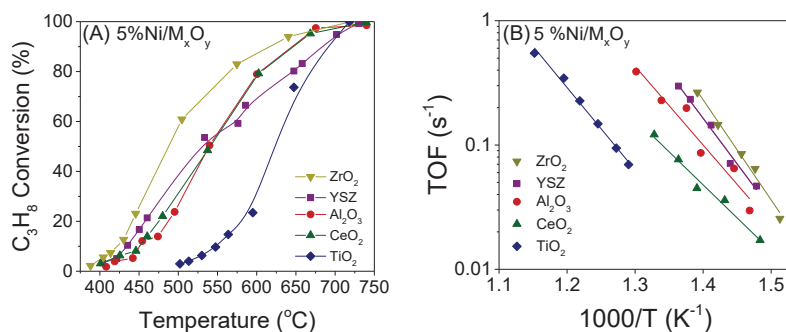 (A) 5%Ni/MₓOᵧ
C₃H₈ Conversion (%)
100
80
60
40
20
0
400 450 500 550 600 650 700 750
Temperature (°C)
ZrO₂
YSZ
Al₂O₃
CeO₂
TiO₂
(B) 5 %Ni/MₓOᵧ
TOF (s⁻¹)
1
0.1
0.01
1.1 1.2 1.3 1.4 1.5
1000/T (K⁻¹)
ZrO₂
YSZ
Al₂O₃
CeO₂
TiO₂